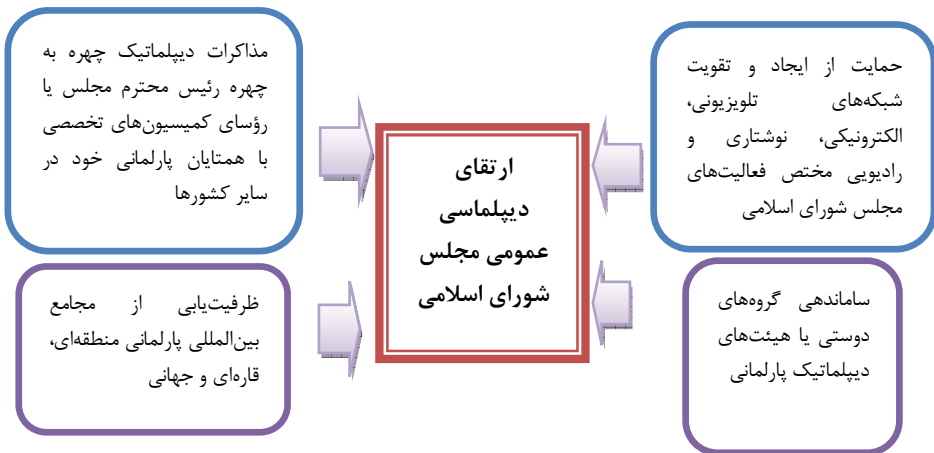 حمایت از ایجاد و تقویت
شبکه‌های تلویزیونی،
الکترونیکی، نوشتاری و
رادیویی مختص فعالیت‌های
مجلس شورای اسلامی
مذاکرات دیپلماتیک چهره به
چهره رئیس محترم مجلس یا
رؤسای کمیسیون‌های تخصصی
با همتایان پارلمانی خود در
سایر کشورها
ارتقای
دیپلماسی
عمومی مجلس
شورای اسلامی
ساماندهی گروه‌های
دوستی یا هیئت‌های
دیپلماتیک پارلمانی
ظرفیت‌یابی از مجامع
بین‌المللی پارلمانی منطقه‌ای،
قاره‌ای و جهانی